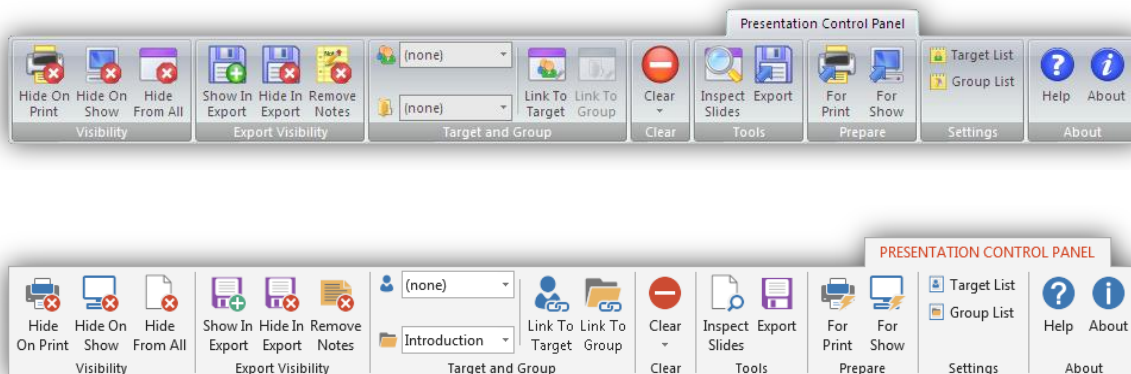 Presentation Control Panel
(none)
Target List
Group List
(none)
Hide On Hide On Hide Show In Hide In Remove Link To Link To Clear Inspect Export For For Help About
Print Show From All Export Export Notes Target Group Slides Print Show
Visibility Export Visibility Target and Group Clear Tools Prepare Settings About
PRESENTATION CONTROL PANEL
(none)
Target List
Group List
Introduction
Hide Hide On Hide Show In Hide In Remove Link To Link To Clear Inspect Export For For Help About
On Print Show From All Export Export Notes Target Group Slides Print Show
Visibility Export Visibility Target and Group Clear Tools Prepare Settings About